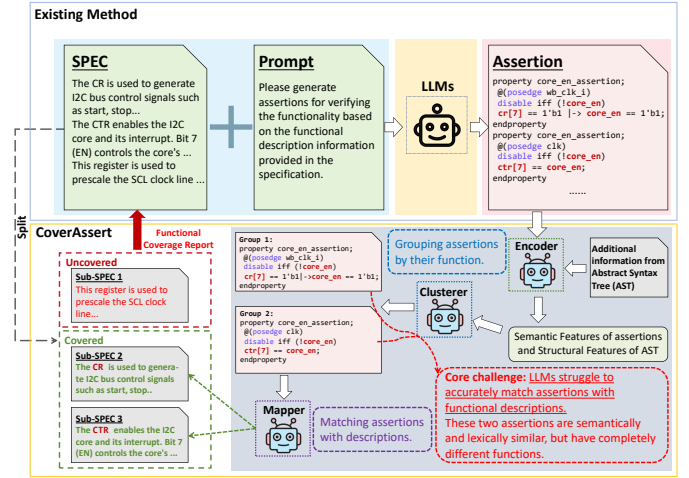 Existing Method
SPEC
The CR is used to generate
I2C bus control signals such
as start, stop...
The CTR enables the I2C
core and its interrupt. Bit 7
(EN) controls the core's ...
This register is used to
prescale the SCL clock line ...
Prompt
Please generate
assertions for verifying
the functionality based
on the functional
description information
provided in the
specification.
LLMs
Assertion
property core_en_assertion;
@(posedge wb_clk_i)
disable iff (!core_en)
cr[7] == 1'b1 |-> core_en == 1'b1;
endproperty
property core_en_assertion;
@(posedge clk)
disable iff (!core_en)
ctr[7] == core_en;
endproperty
......
Split
CoverAssert
Functional
Coverage Report
Uncovered
Sub-SPEC 1
This register is used to
prescale the SCL clock
line...
Covered
Sub-SPEC 2
The CR is used to genera-
te I2C bus control signals
such as start, stop..
Sub-SPEC 3
The CTR enables the I2C
core and its interrupt. Bit 7
(EN) controls the core's ...
Group 1:
property core_en_assertion;
@(posedge wb_clk_i)
disable iff (!core_en)
cr[7] == 1'b1|->core_en == 1'b1;
endproperty
Group 2:
property core_en_assertion;
@(posedge clk)
disable iff (!core_en)
ctr[7] == core_en;
endproperty
Grouping assertions
by their function.
Clusterer
Encoder
Additional
information from
Abstract Syntax
Tree (AST)
Semantic Features of assertions
and Structural Features of AST
Mapper
Matching assertions
with descriptions.
Core challenge: LLMs struggle to
accurately match assertions with
functional descriptions.
These two assertions are semantically
and lexically similar, but have completely
different functions.